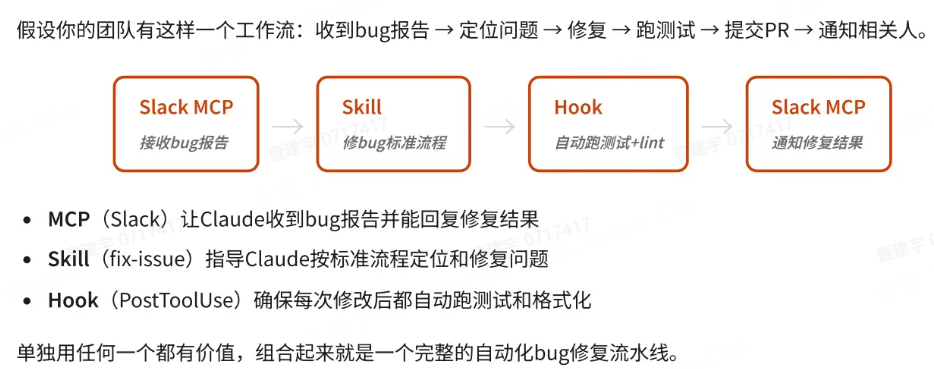 假设你的团队有这样一个工作流：收到bug报告 → 定位问题 → 修复 → 跑测试 → 提交PR → 通知相关人。
Slack MCP
接收bug报告
Skill
修bug标准流程
Hook
自动跑测试+lint
Slack MCP
通知修复结果
• MCP（Slack）让Claude收到bug报告并能回复修复结果
• Skill（fix-issue）指导Claude按标准流程定位和修复问题
• Hook（PostToolUse）确保每次修改后都自动跑测试和格式化
单独用任何一个都有价值，组合起来就是一个完整的自动化bug修复流水线。